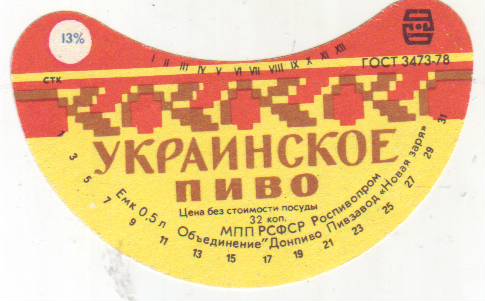 13%
I II III IV V VI VII VIII IX X XI XII
ГОСТ 3473-78
СТК
УКРАИНСКОЕ
ПИВО
Цена без стоимости посуды
32 коп.
Емк 0,5 л
МПП РСФСР Роспивопром
Объединение "Донпиво Пивзавод «Новая заря»
1 3 5 7 9 11 13 15 17 19 21 23 25 27 29 31